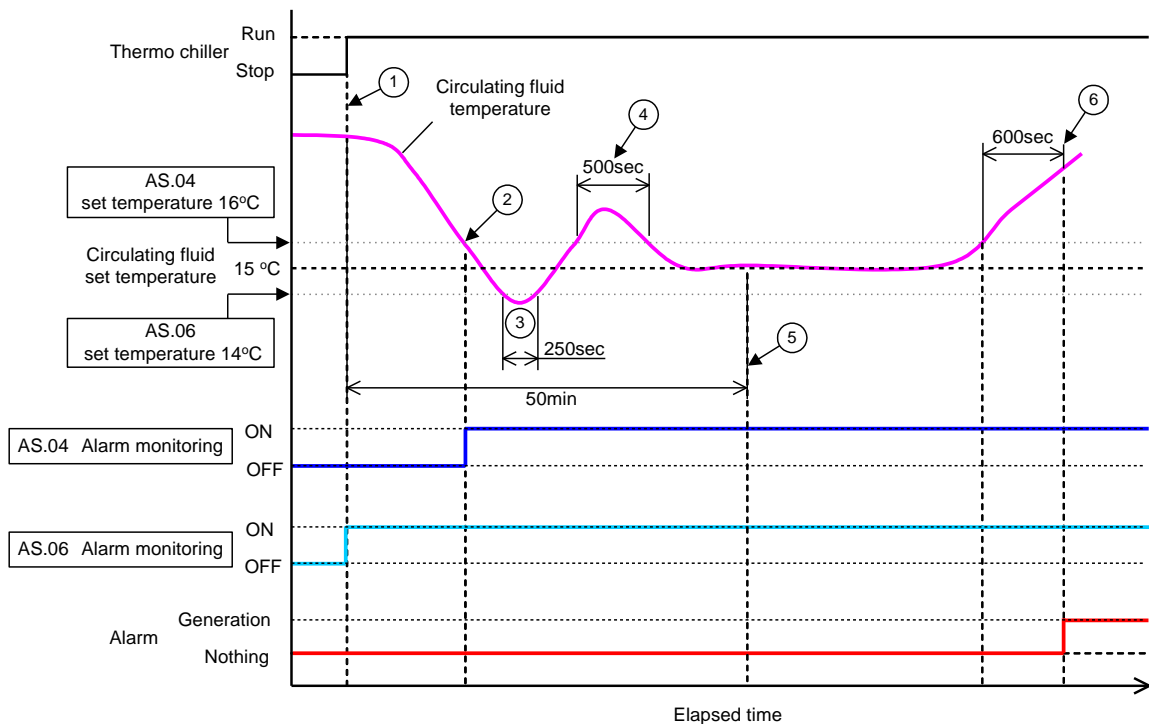 Run
Thermo chiller
Stop
1
Circulating fluid
temperature
4
6
600sec
500sec
AS.04
set temperature 16ºC
2
Circulating fluid
set temperature
15 ºC
AS.06
set temperature 14ºC
3
5
250sec
50min
ON
AS.04 Alarm monitoring
OFF
ON
AS.06 Alarm monitoring
OFF
Generation
Alarm
Nothing
Elapsed time